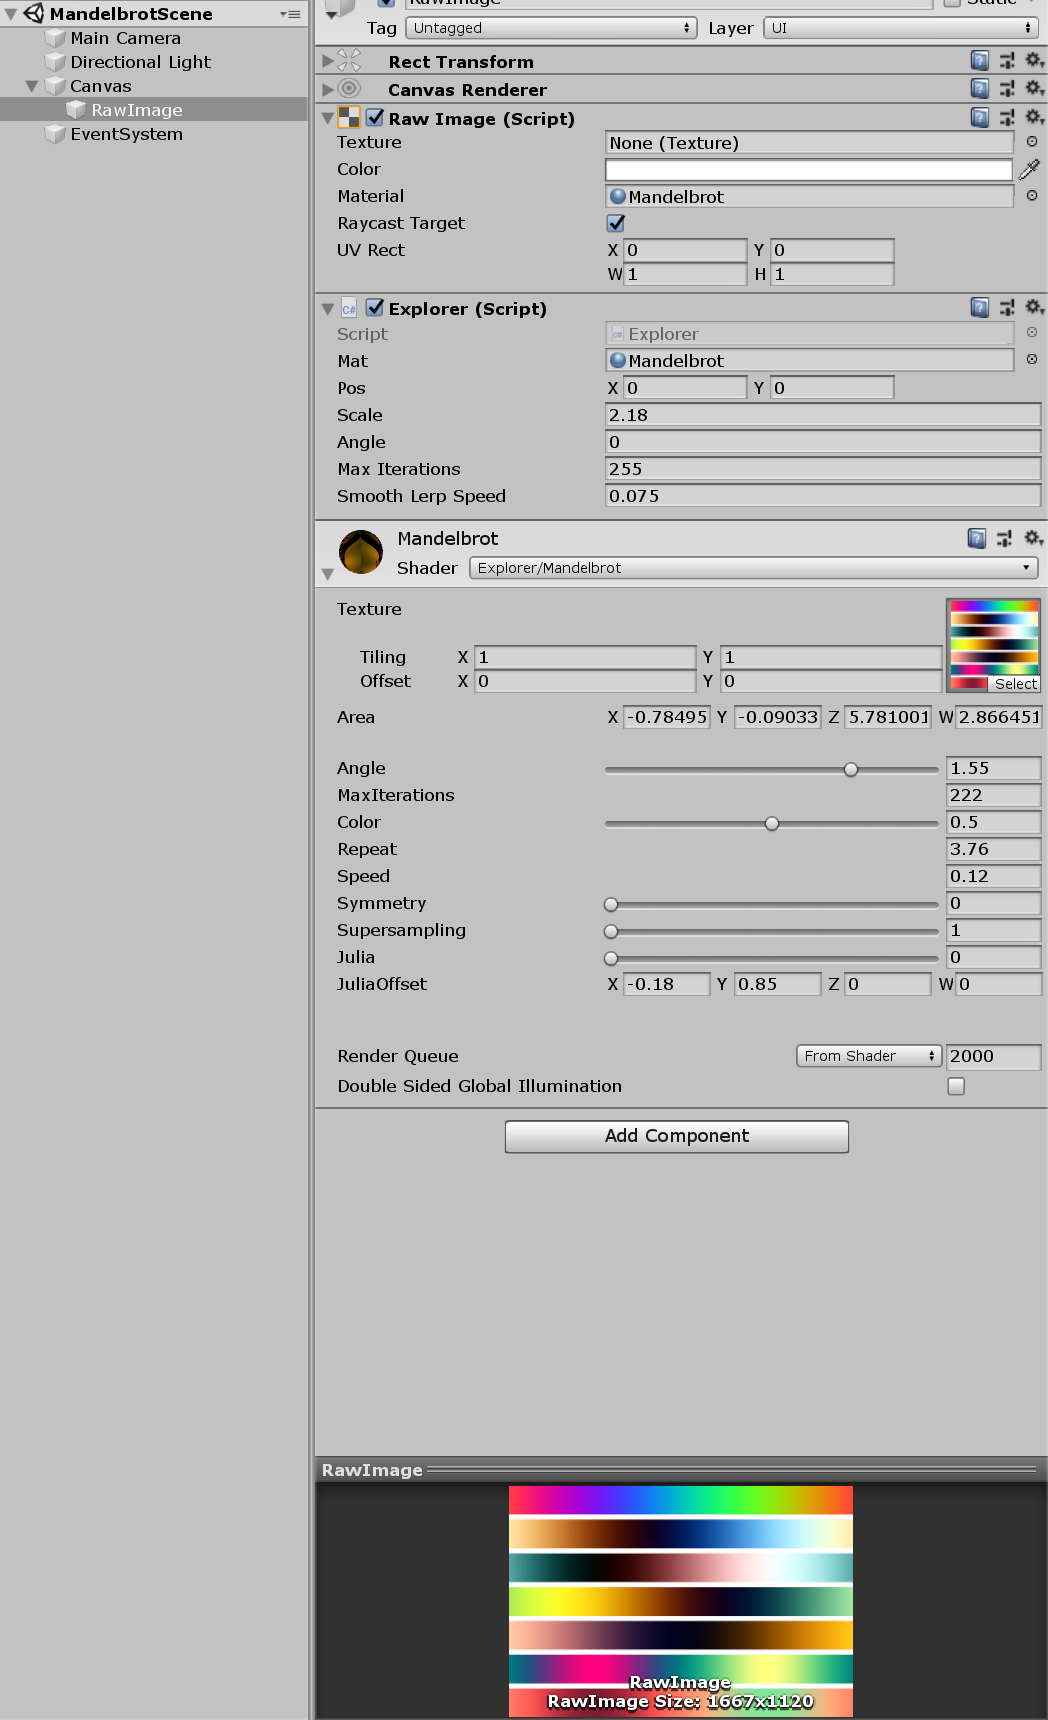 MandelbrotScene
Main Camera
Directional Light
Canvas
RawImage
EventSystem
RawImage
Static
Tag Untagged Layer UI
Rect Transform
Canvas Renderer
Raw Image (Script)
Texture None (Texture)
Color
Material Mandelbrot
Raycast Target
UV Rect X 0 Y 0
W 1 H 1
C# Explorer (Script)
Script Explorer
Mat Mandelbrot
Pos X 0 Y 0
Scale 2.18
Angle 0
Max Iterations 255
Smooth Lerp Speed 0.075
Mandelbrot
Shader Explorer/Mandelbrot
Texture
Tiling X 1 Y 1
Offset X 0 Y 0
Select
Area X -0.78495 Y -0.09033 Z 5.781001 W 2.866451
Angle 1.55
MaxIterations 222
Color 0.5
Repeat 3.76
Speed 0.12
Symmetry 0
Supersampling 1
Julia 0
JuliaOffset X -0.18 Y 0.85 Z 0 W 0
Render Queue From Shader 2000
Double Sided Global Illumination
Add Component
RawImage
RawImage
RawImage Size: 1667x1120